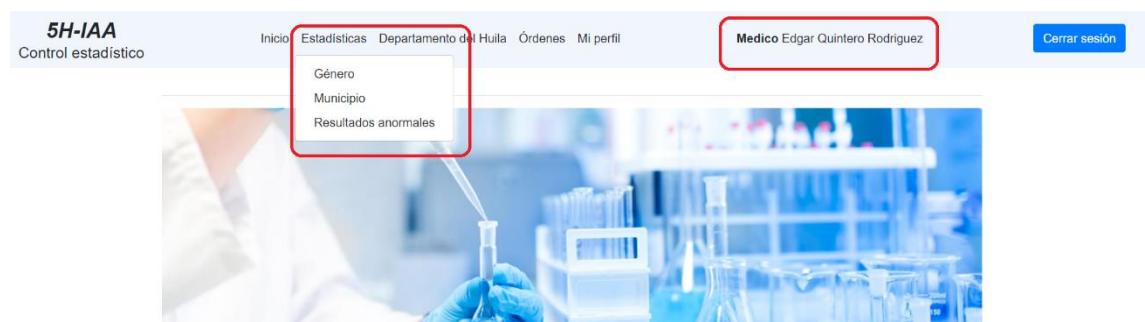 5H-IAA
Control estadístico
Inicio Estadísticas Departamento del Huila Órdenes Mi perfil
Medico Edgar Quintero Rodriguez
Cerrar sesión
Género
Municipio
Resultados anormales
150